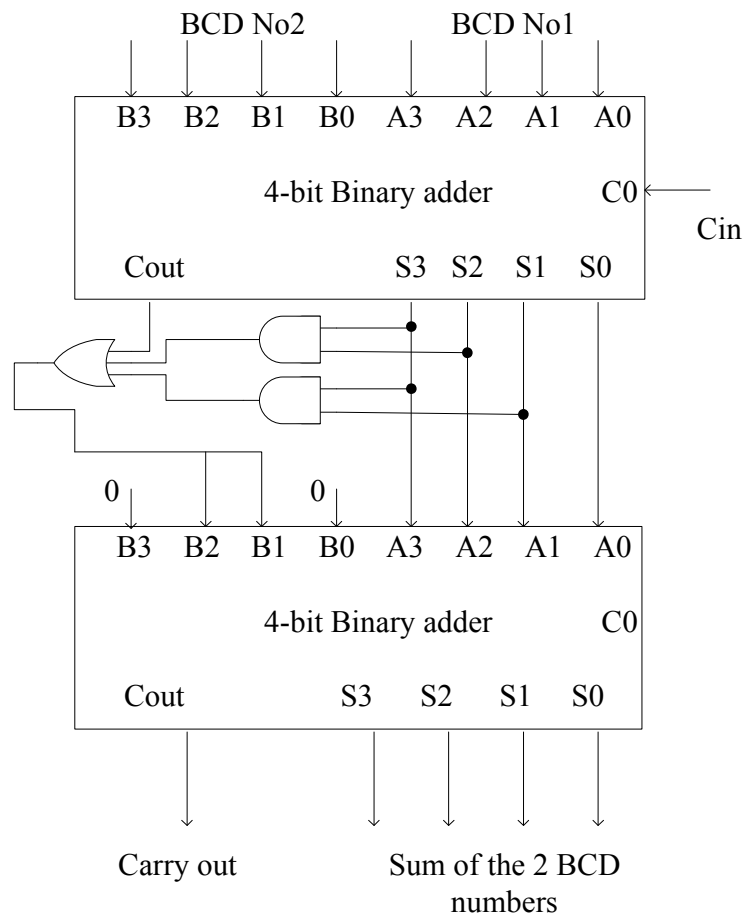 BCD No2 BCD No1
B3 B2 B1 B0 A3 A2 A1 A0
4-bit Binary adder C0
Cin
Cout S3 S2 S1 S0
0 0
B3 B2 B1 B0 A3 A2 A1 A0
4-bit Binary adder C0
Cout S3 S2 S1 S0
Carry out Sum of the 2 BCD
numbers